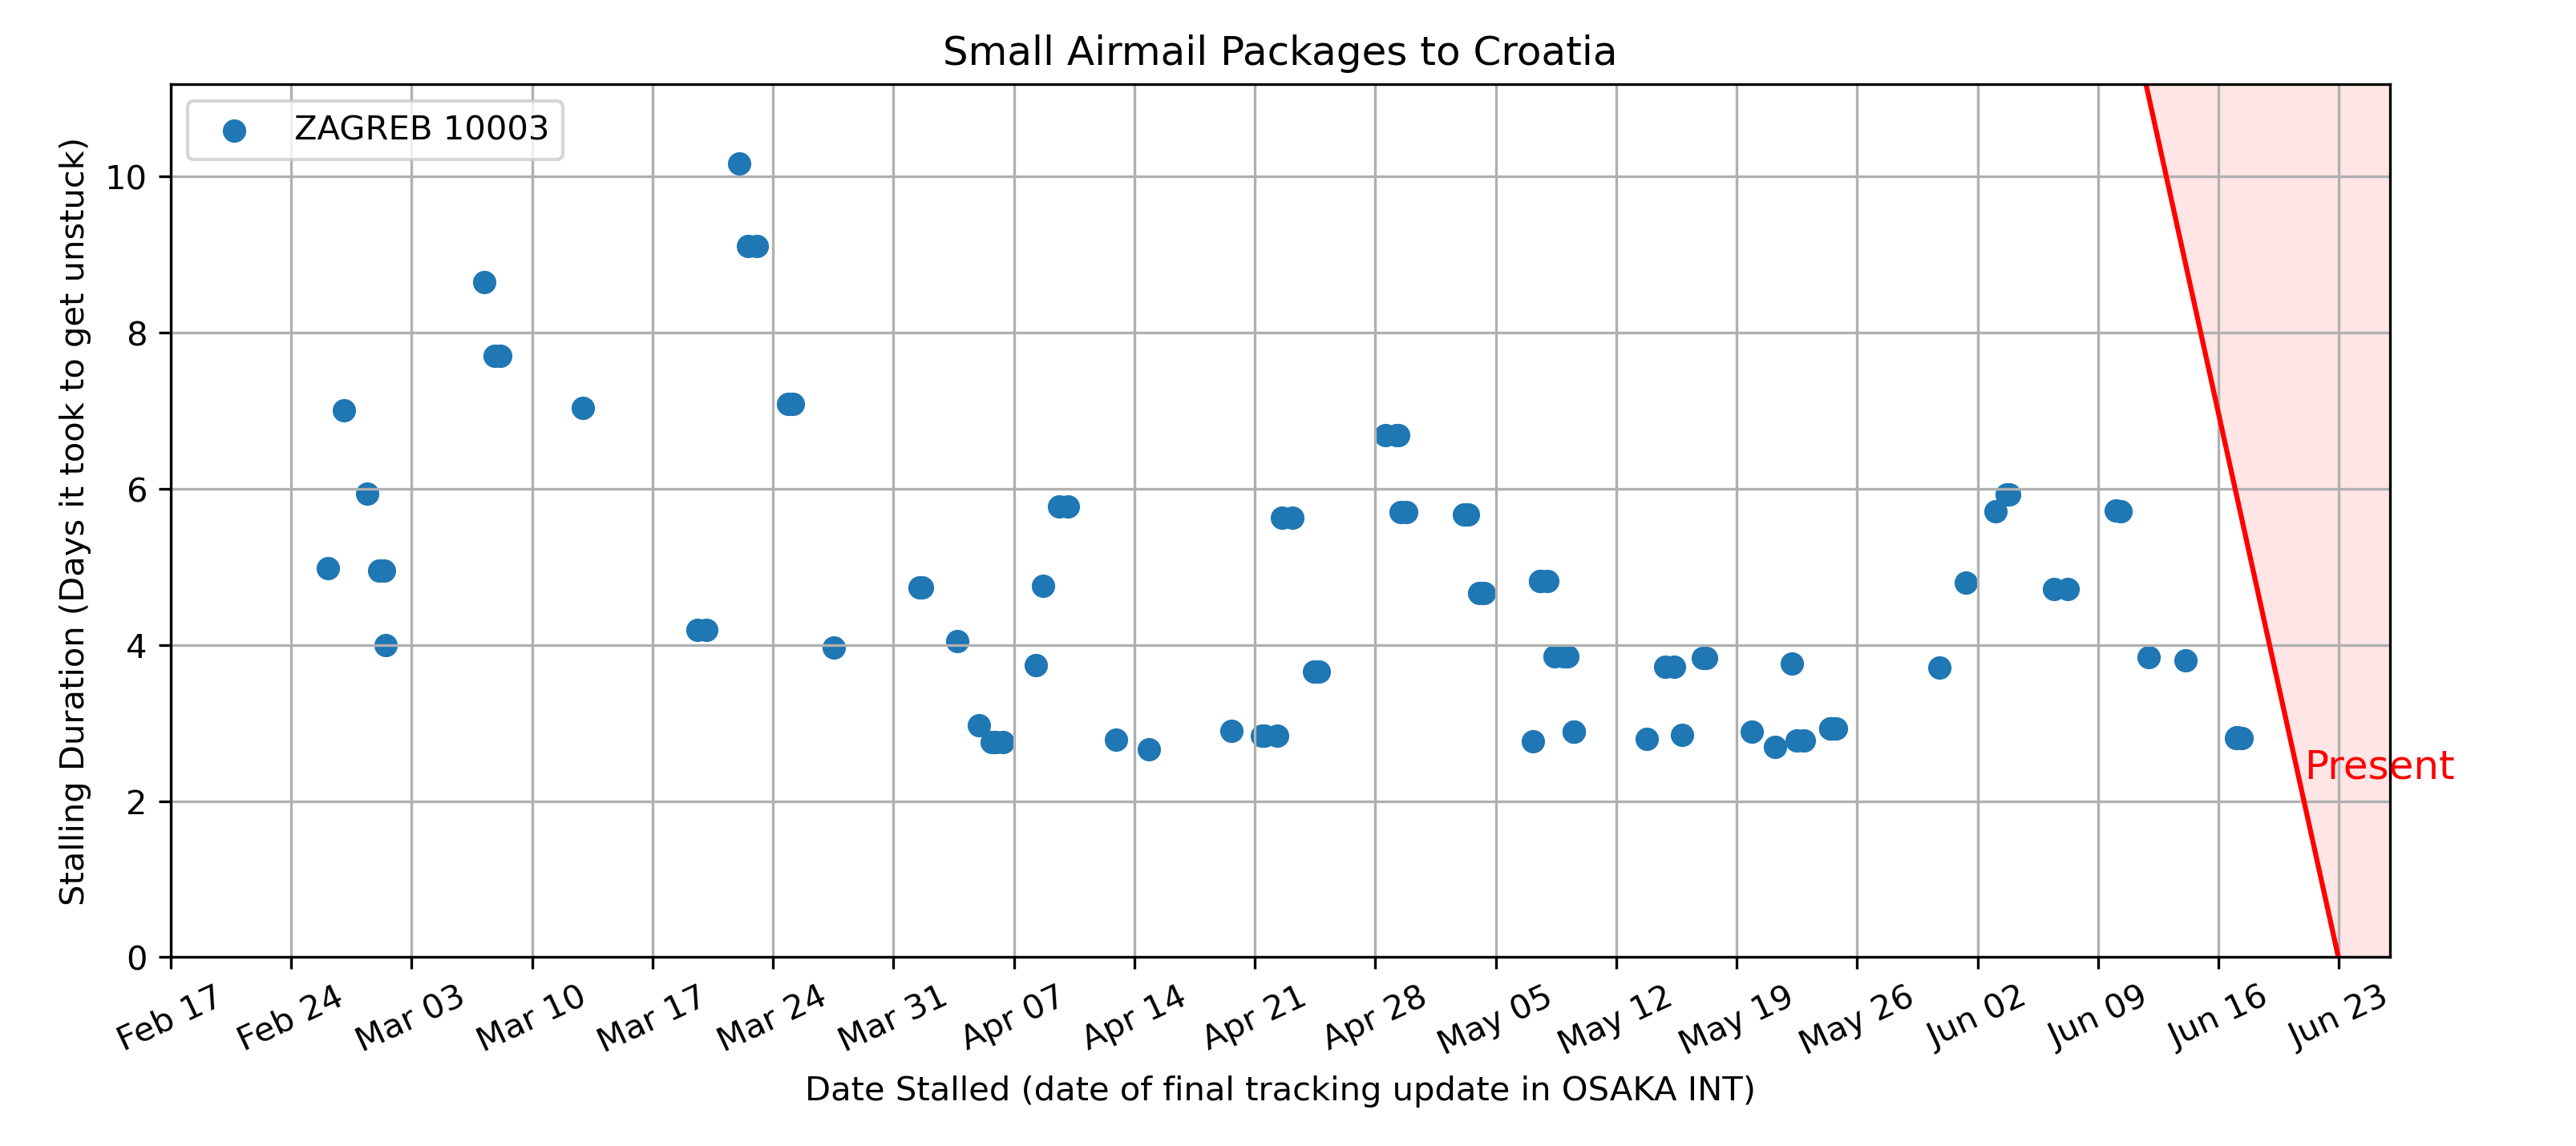 Small Airmail Packages to Croatia
ZAGREB 10003
Stalling Duration (Days it took to get unstuck)
10
8
6
4
2
0
Present
Feb 17
Feb 24
Mar 03
Mar 10
Mar 17
Mar 24
Mar 31
Apr 07
Apr 14
Apr 21
Apr 28
May 05
May 12
May 19
May 26
Jun 02
Jun 09
Jun 16
Jun 23
Date Stalled (date of final tracking update in OSAKA INT)